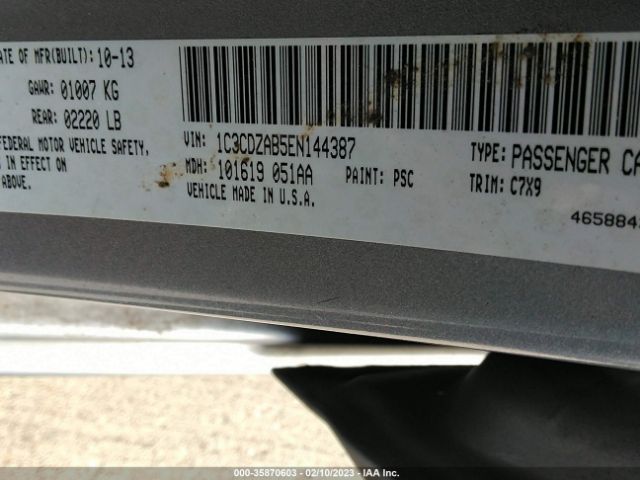 ATE OF MFR(BUILT): 10-13
GAWR: 01007 KG
REAR: 02220 LB
FEDERAL MOTOR VEHICLE SAFETY,
IN EFFECT ON
ABOVE.
VIN: 1C3CDZAB5EN144387
MDH: 101619 051AA
PAINT: PSC
VEHICLE MADE IN U.S.A.
TYPE: PASSENGER CA
TRIM: C7X9
465884
000-35870603 - 02/10/2023 - IAA Inc.